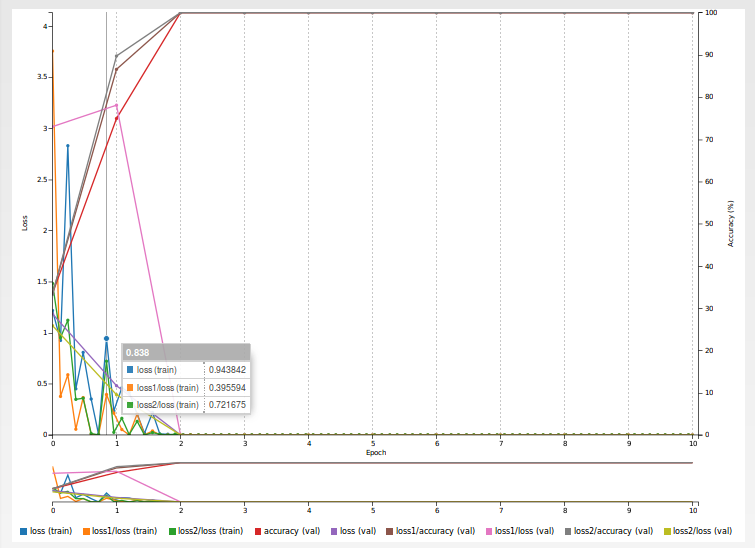 4
3.5
3
2.5
2
1.5
1
0.5
0
Loss
100
90
80
70
60
50
40
30
20
10
0
Accuracy (%)
0.838
loss (train) 0.943842
loss1/loss (train) 0.395594
loss2/loss (train) 0.721675
0 1 2 3 4 5 6 7 8 9 10
Epoch
0 1 2 3 4 5 6 7 8 9 10
loss (train) loss1/loss (train) loss2/loss (train) accuracy (val) loss (val) loss1/accuracy (val) loss1/loss (val) loss2/accuracy (val) loss2/loss (val)